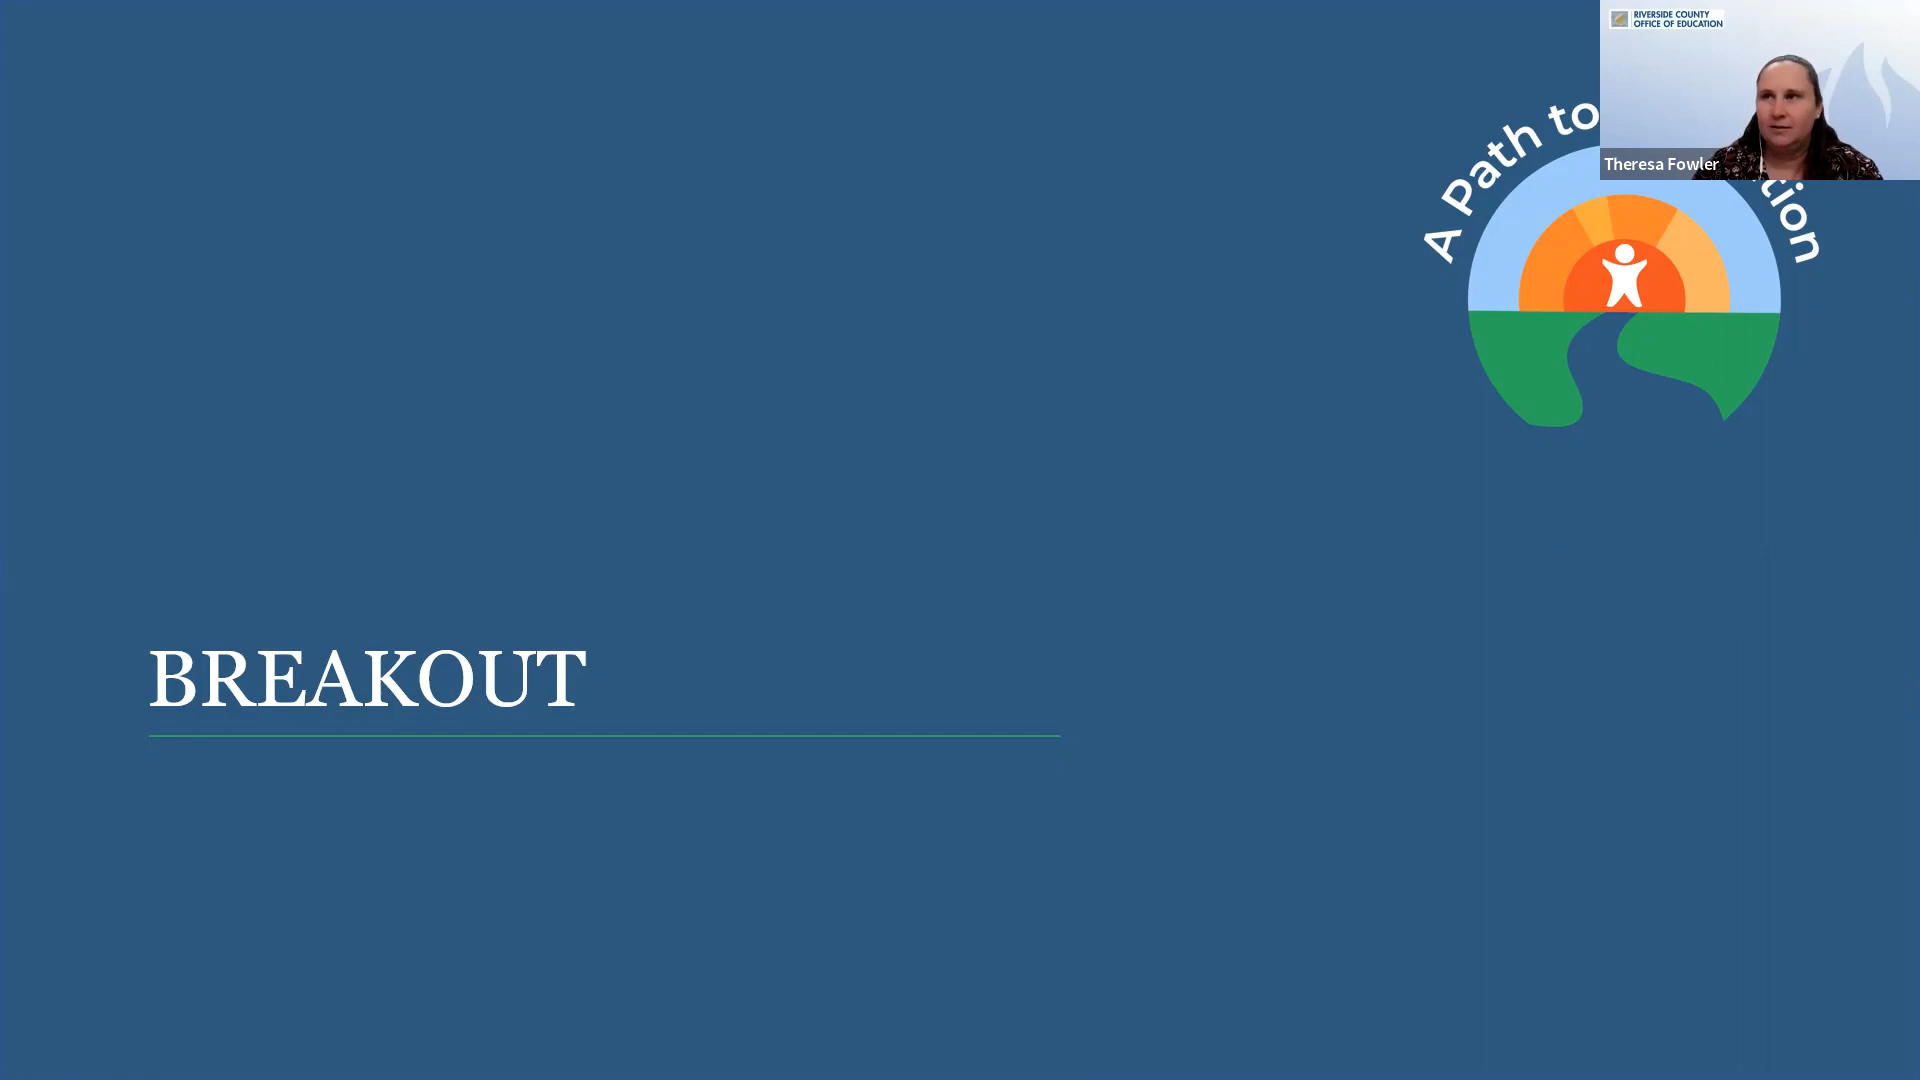 RIVERSIDE COUNTY
OFFICE OF EDUCATION
Theresa Fowler
A Path to
tion
BREAKOUT